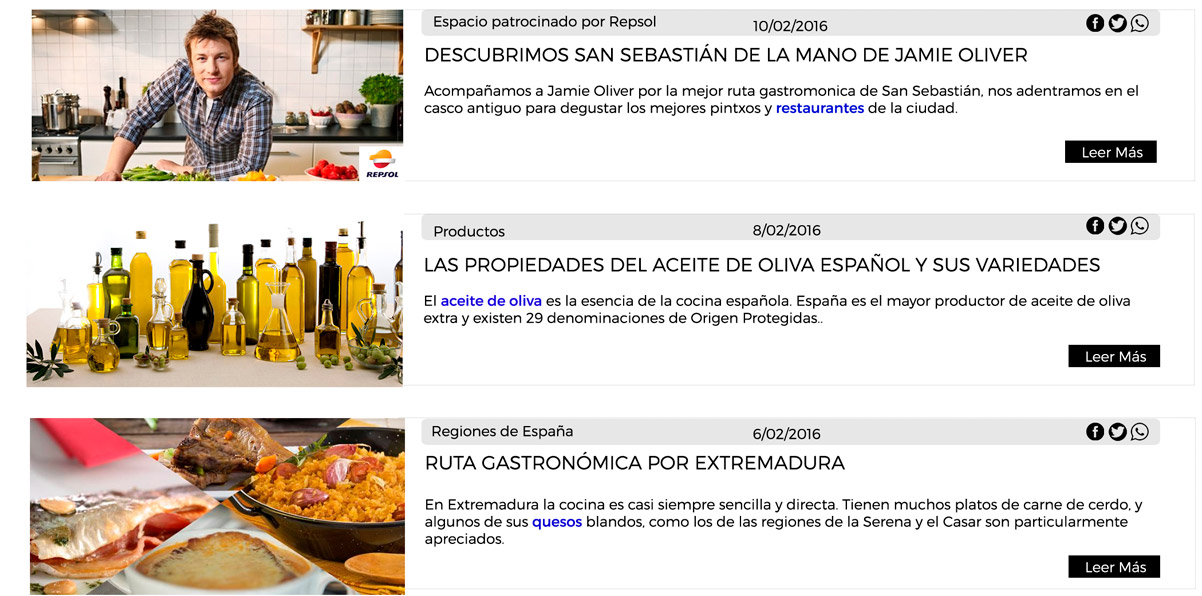 Espacio patrocinado por Repsol
10/02/2016
DESCUBRIMOS SAN SEBASTIÁN DE LA MANO DE JAMIE OLIVER
Acompañamos a Jamie Oliver por la mejor ruta gastromonica de San Sebastián, nos adentramos en el
casco antiguo para degustar los mejores pintxos y restaurantes de la ciudad.
REPSOL
Leer Más
Productos
8/02/2016
LAS PROPIEDADES DEL ACEITE DE OLIVA ESPAÑOL Y SUS VARIEDADES
El aceite de oliva es la esencia de la cocina española. España es el mayor productor de aceite de oliva
extra y existen 29 denominaciones de Origen Protegidas..
Leer Más
Regiones de España
6/02/2016
RUTA GASTRONÓMICA POR EXTREMADURA
En Extremadura la cocina es casi siempre sencilla y directa. Tienen muchos platos de carne de cerdo, y
algunos de sus quesos blandos, como los de las regiones de la Serena y el Casar son particularmente
apreciados.
Leer Más